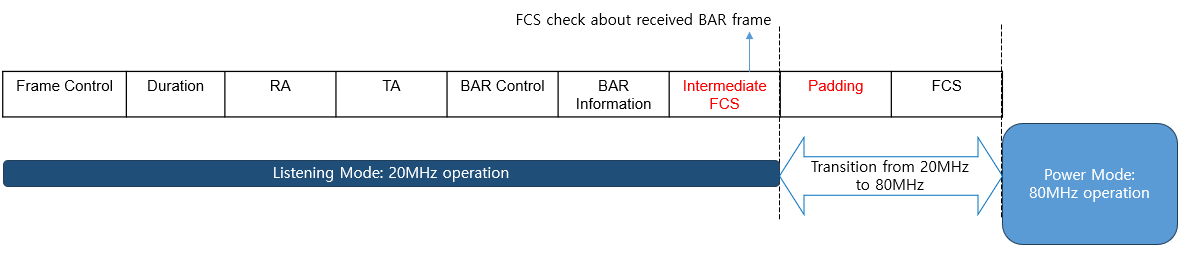 FCS check about received BAR frame
Frame Control
Duration
RA
TA
BAR Control
BAR
Information
Intermediate
FCS
Padding
FCS
Listening Mode: 20MHz operation
Transition from 20MHz
to 80MHz
Power Mode:
80MHz operation